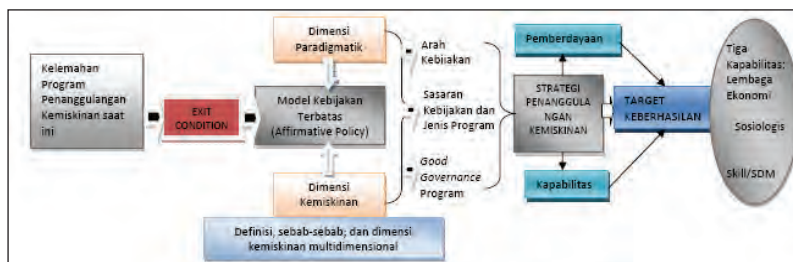 Kelemahan
Program
Penanggulangan
Kemiskinan saat
ini
EXIT
CONDITION
Dimensi
Paradigmatik
Model Kebijakan
Terbatas
(Affirmative Policy)
Dimensi
Kemiskinan
Definisi, sebab-sebab; dan dimensi
kemiskinan multidimensional
Arah
Kebijakan
Sasaran
Kebijakan dan
Jenis Program
Good
Governance
Program
Pemberdayaan
STRATEGI
PENANGGULA
NGAN
KEMISKINAN
Kapabilitas
TARGET
KEBERHASILAN
Tiga
Kapabilitas:
Lembaga
Ekonomi
Sosiologis
Skill/SDM